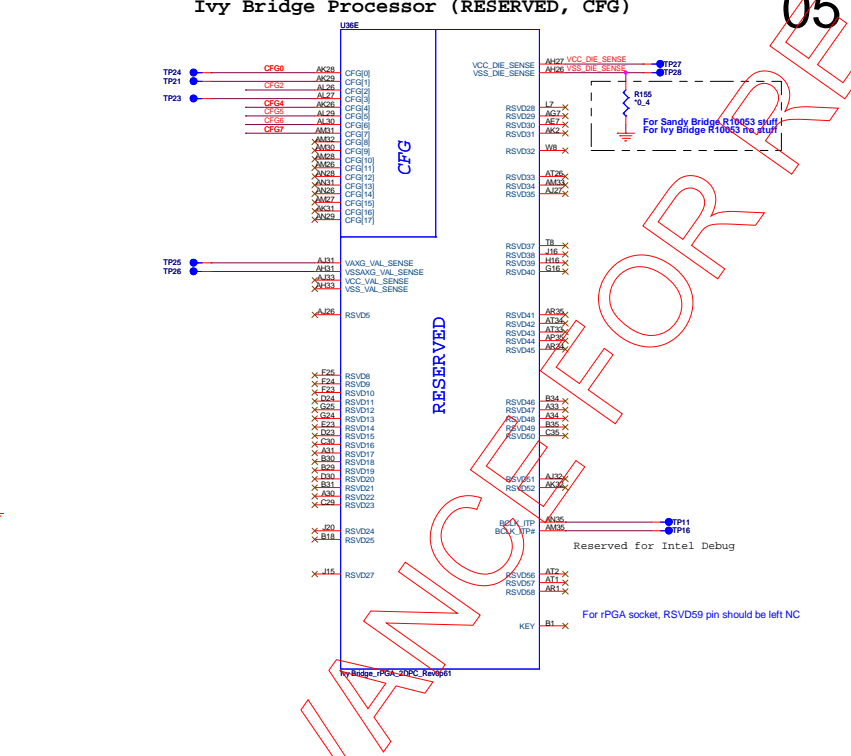 Ivy Bridge Processor (RESERVED, CFG)
05
U36E
TP24 CFG0 AK28 CFG[0]
TP21 AK29 CFG[1]
CFG2 AL26 CFG[2]
TP23 AL27 CFG[3]
CFG4 AK26 CFG[4]
CFG5 AL29 CFG[5]
CFG6 AL30 CFG[6]
CFG7 AM31 CFG[7]
AM32 CFG[8]
AM30 CFG[9]
AM28 CFG[10]
AM26 CFG[11]
AN28 CFG[12]
AN31 CFG[13]
AN26 CFG[14]
AM27 CFG[15]
AK31 CFG[16]
AN29 CFG[17]
CFG
TP25 AJ31 VAXG_VAL_SENSE
TP26 AH31 VSSAXG_VAL_SENSE
AJ33 VCC_VAL_SENSE
AH33 VSS_VAL_SENSE
AJ26 RSVD5
RESERVED
F25 RSVD8
F24 RSVD9
F23 RSVD10
D24 RSVD11
G25 RSVD12
G24 RSVD13
E23 RSVD14
D23 RSVD15
C30 RSVD16
A31 RSVD17
B30 RSVD18
B29 RSVD19
D30 RSVD20
B31 RSVD21
A30 RSVD22
C29 RSVD23
J20 RSVD24
B18 RSVD25
J15 RSVD27
VCC_DIE_SENSE AH27 VCC_DIE_SENSE TP27
VSS_DIE_SENSE AH26 VSS_DIE_SENSE TP28
R155
*0_4
For Sandy Bridge R10053 stuff
For Ivy Bridge R10053 no stuff
RSVD28 L7
RSVD29 AG7
RSVD30 AE7
RSVD31 AK2
RSVD32 W8
RSVD33 AT26
RSVD34 AM33
RSVD35 AJ27
RSVD37 T8
RSVD38 J16
RSVD39 H16
RSVD40 G16
RSVD41 AR35
RSVD42 AT34
RSVD43 AT33
RSVD44 AP35
RSVD45 AR34
RSVD46 B34
RSVD47 A33
RSVD48 A34
RSVD49 B35
RSVD50 C35
RSVD51 AJ32
RSVD52 AK32
BCLK_ITP AN35 TP11
BCLK_ITP# AM35 TP16
Reserved for Intel Debug
RSVD56 AT2
RSVD57 AT1
RSVD58 AR1
For rPGA socket, RSVD59 pin should be left NC
KEY B1
Ivy Bridge_rPGA_2DPC_Rev0p61
VANCE FOR RE